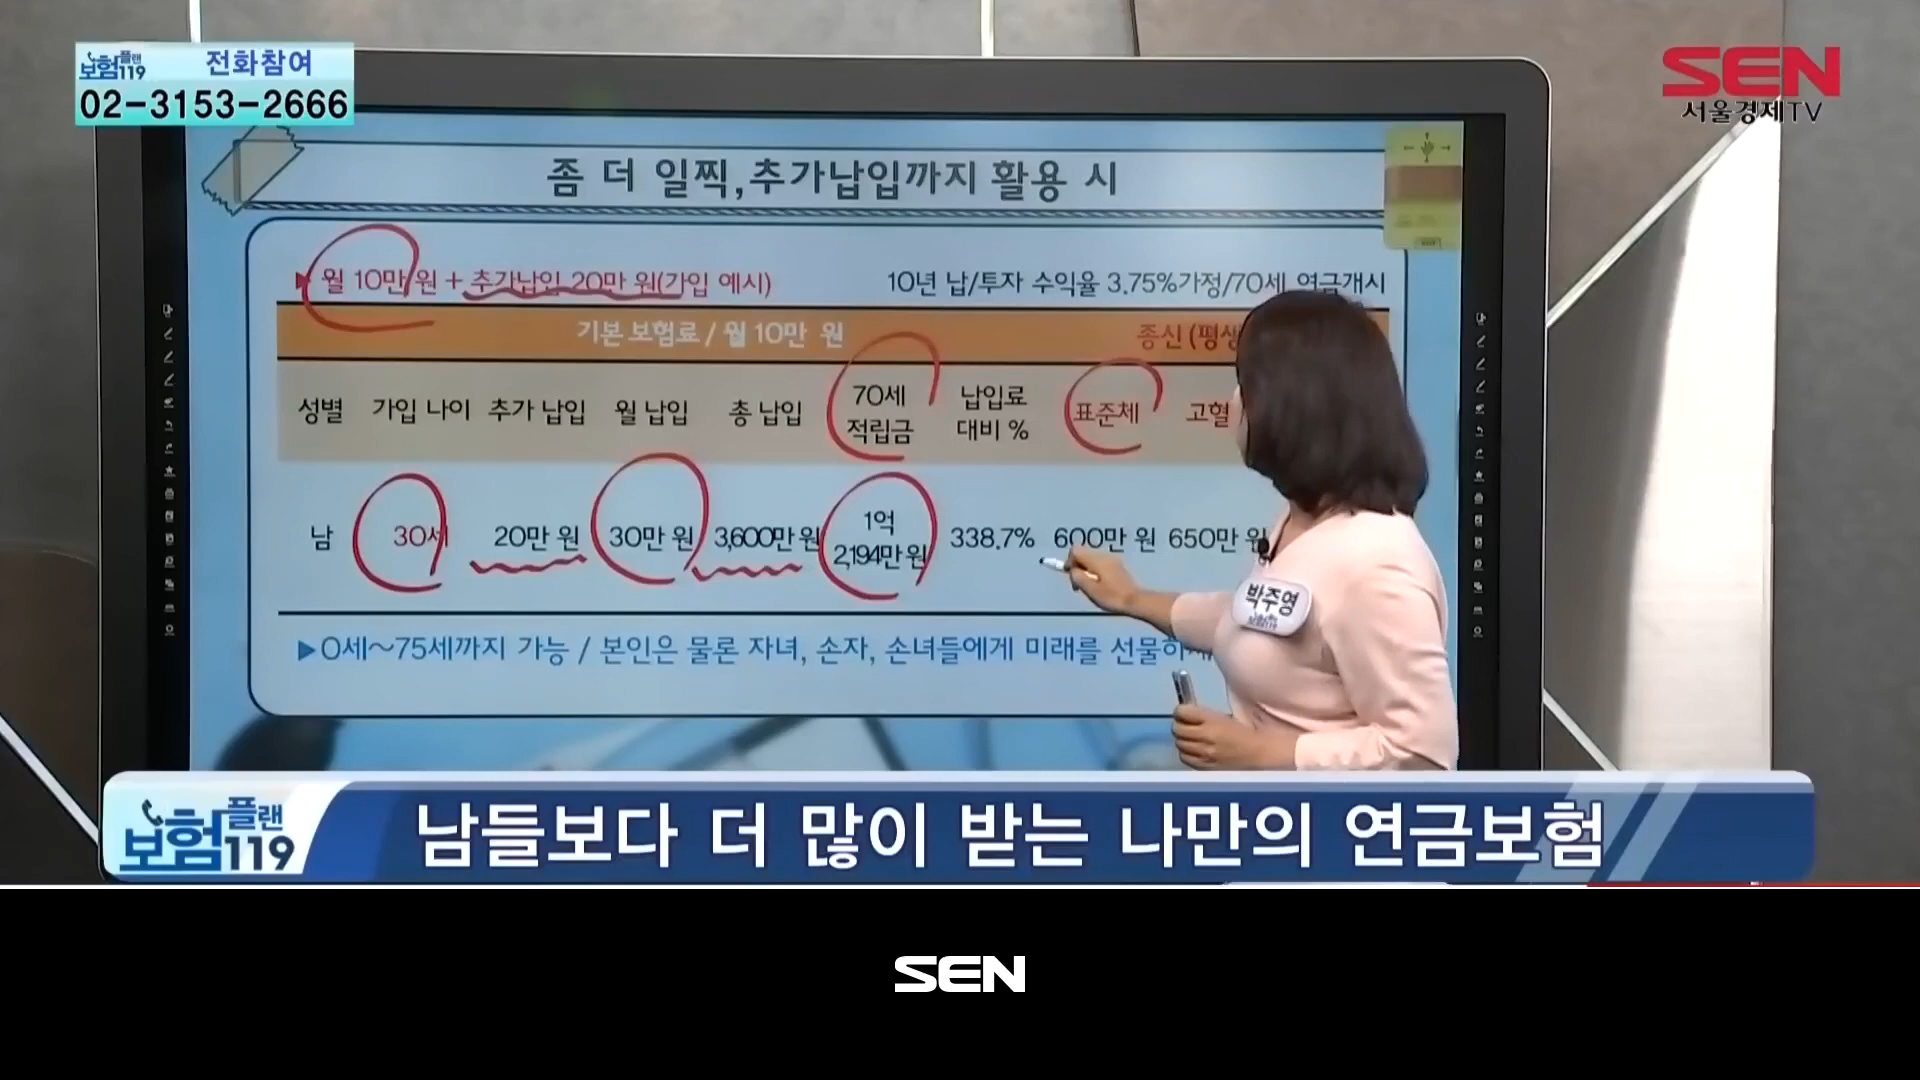 보험플랜119 전화참여
02-3153-2666
SEN
서울경제TV
좀 더 일찍,추가납입까지 활용 시
▶월 10만 원 + 추가납입 20만 원(가입 예시) 10년 납/투자 수익율 3.75%가정/70세 연금개시
기본 보험료 / 월 10만 원 종신(평생
성별 가입 나이 추가 납입 월 납입 총 납입 70세 적립금 납입료 대비 % 표준체 고혈
남 30세 20만 원 30만 원 3,600만 원 1억 2,194만 원 338.7% 600만 원 650만 원
▶0세~75세까지 가능 / 본인은 물론 자녀, 손자, 손녀들에게 미래를
박주영
보험플랜119
남들보다 더 많이 받는 나만의 연금보험
SEN